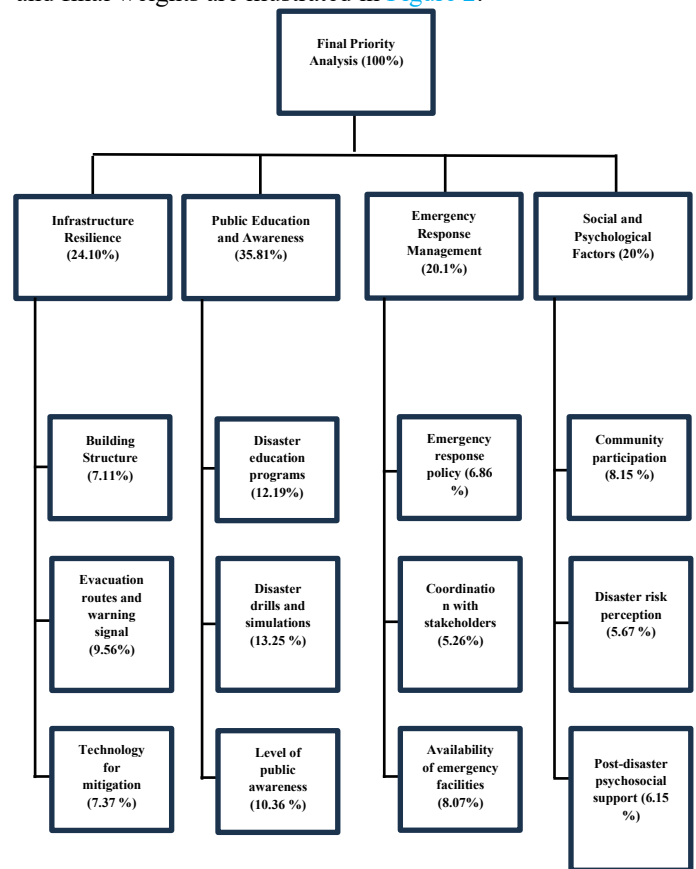 and final weights are illustrated in Figure 2.
Final Priority
Analysis (100%)
Infrastructure
Resilience
(24.10%)
Public Education
and Awareness
(35.81%)
Emergency
Response
Management
(20.1%)
Social and
Psychological
Factors (20%)
Building
Structure
(7.11%)
Disaster
education
programs
(12.19%)
Emergency
response
policy (6.86
%)
Community
participation
(8.15 %)
Evacuation
routes and
warning
signal
(9.56%)
Disaster
drills and
simulations
(13.25 %)
Coordinatio
n with
stakeholders
(5.26%)
Disaster risk
perception
(5.67 %)
Technology
for
mitigation
(7.37 %)
Level of
public
awareness
(10.36 %)
Availability
of emergency
facilities
(8.07%)
Post-disaster
psychosocial
support (6.15
%)